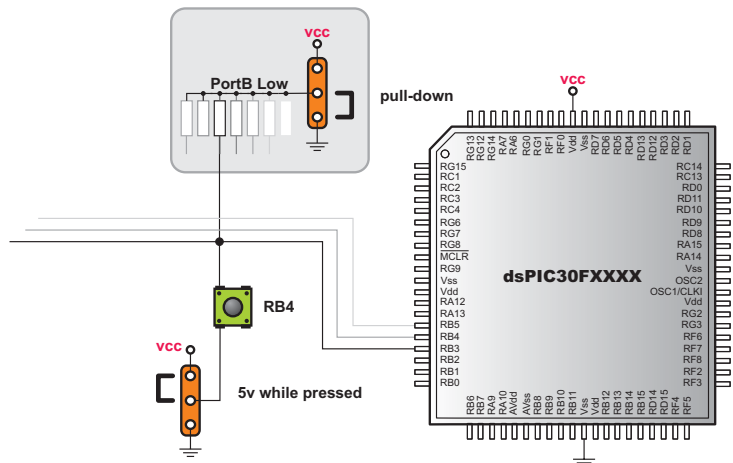 vcc
PortB Low
pull-down
vcc
RG13
RG12
RG14
RA7
RA6
RG0
RG1
RF1
RF0
Vdd
Vss
RD7
RD6
RD5
RD4
RD13
RD12
RD3
RD2
RD1
RG15
RC1
RC2
RC3
RC4
RG6
RG7
RG8
MCLR
RG9
Vss
Vdd
RA12
RA13
RB5
RB4
RB3
RB2
RB1
RB0
dsPIC30FXXXX
RC14
RC13
RD0
RD11
RD10
RD9
RD8
RA15
RA14
Vss
OSC2
OSC1/CLKI
Vdd
RG2
RG3
RF6
RF7
RF8
RF2
RF3
RB6
RB7
RA9
RA10
AVdd
AVss
RB8
RB9
RB10
RB11
Vss
Vdd
RB12
RB13
RB14
RB15
RD14
RD15
RF4
RF5
RB4
vcc
5v while pressed